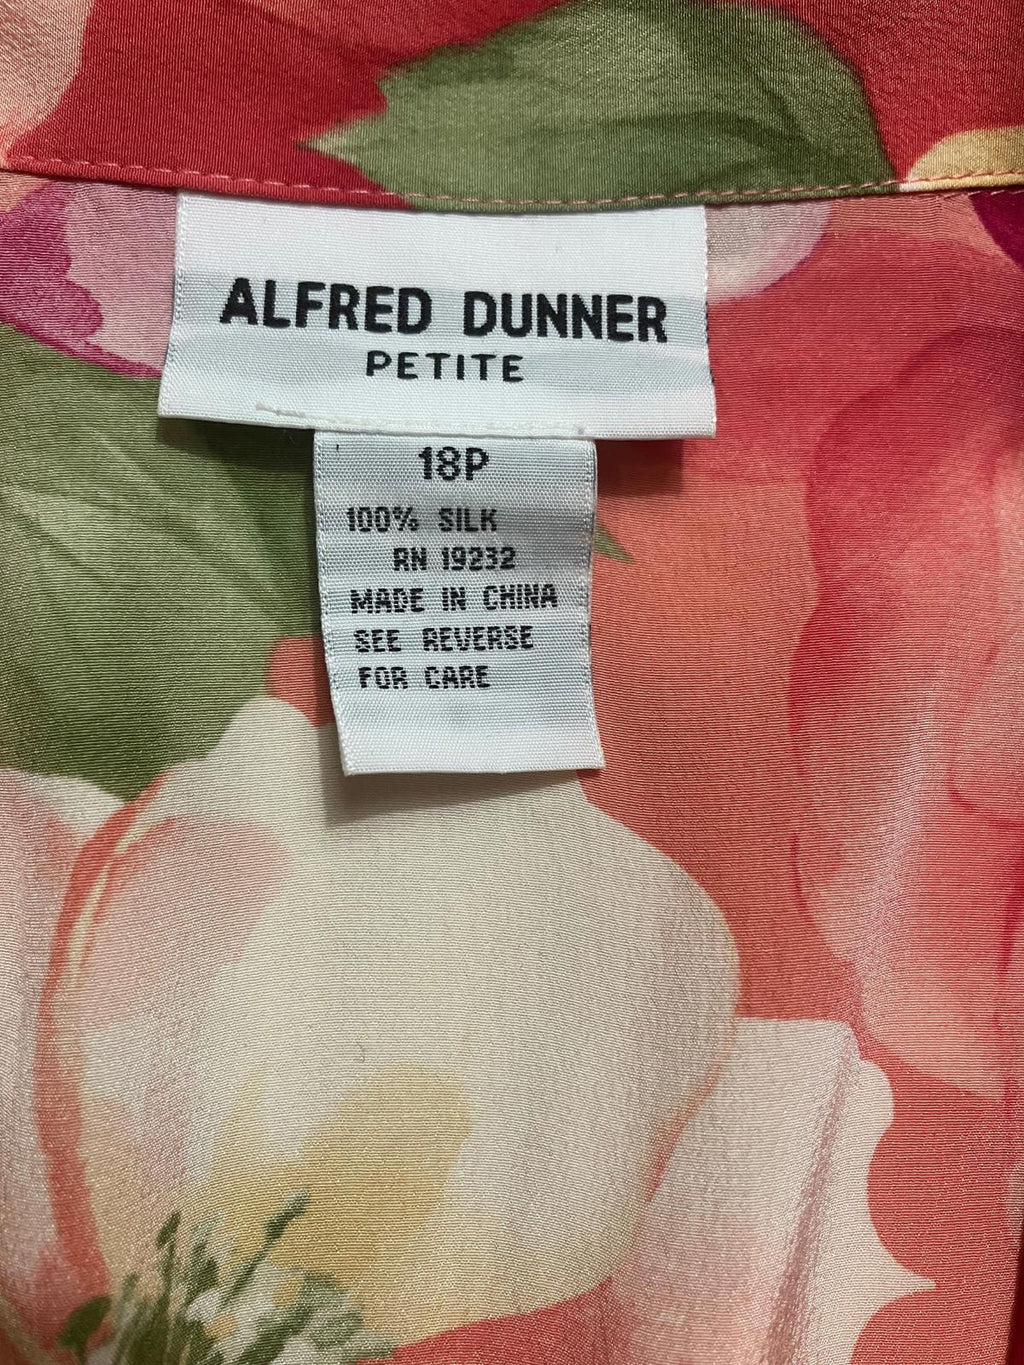 ALFRED DUNNER
PETITE
18P
100% SILK
RN 19232
MADE IN CHINA
SEE REVERSE
FOR CARE